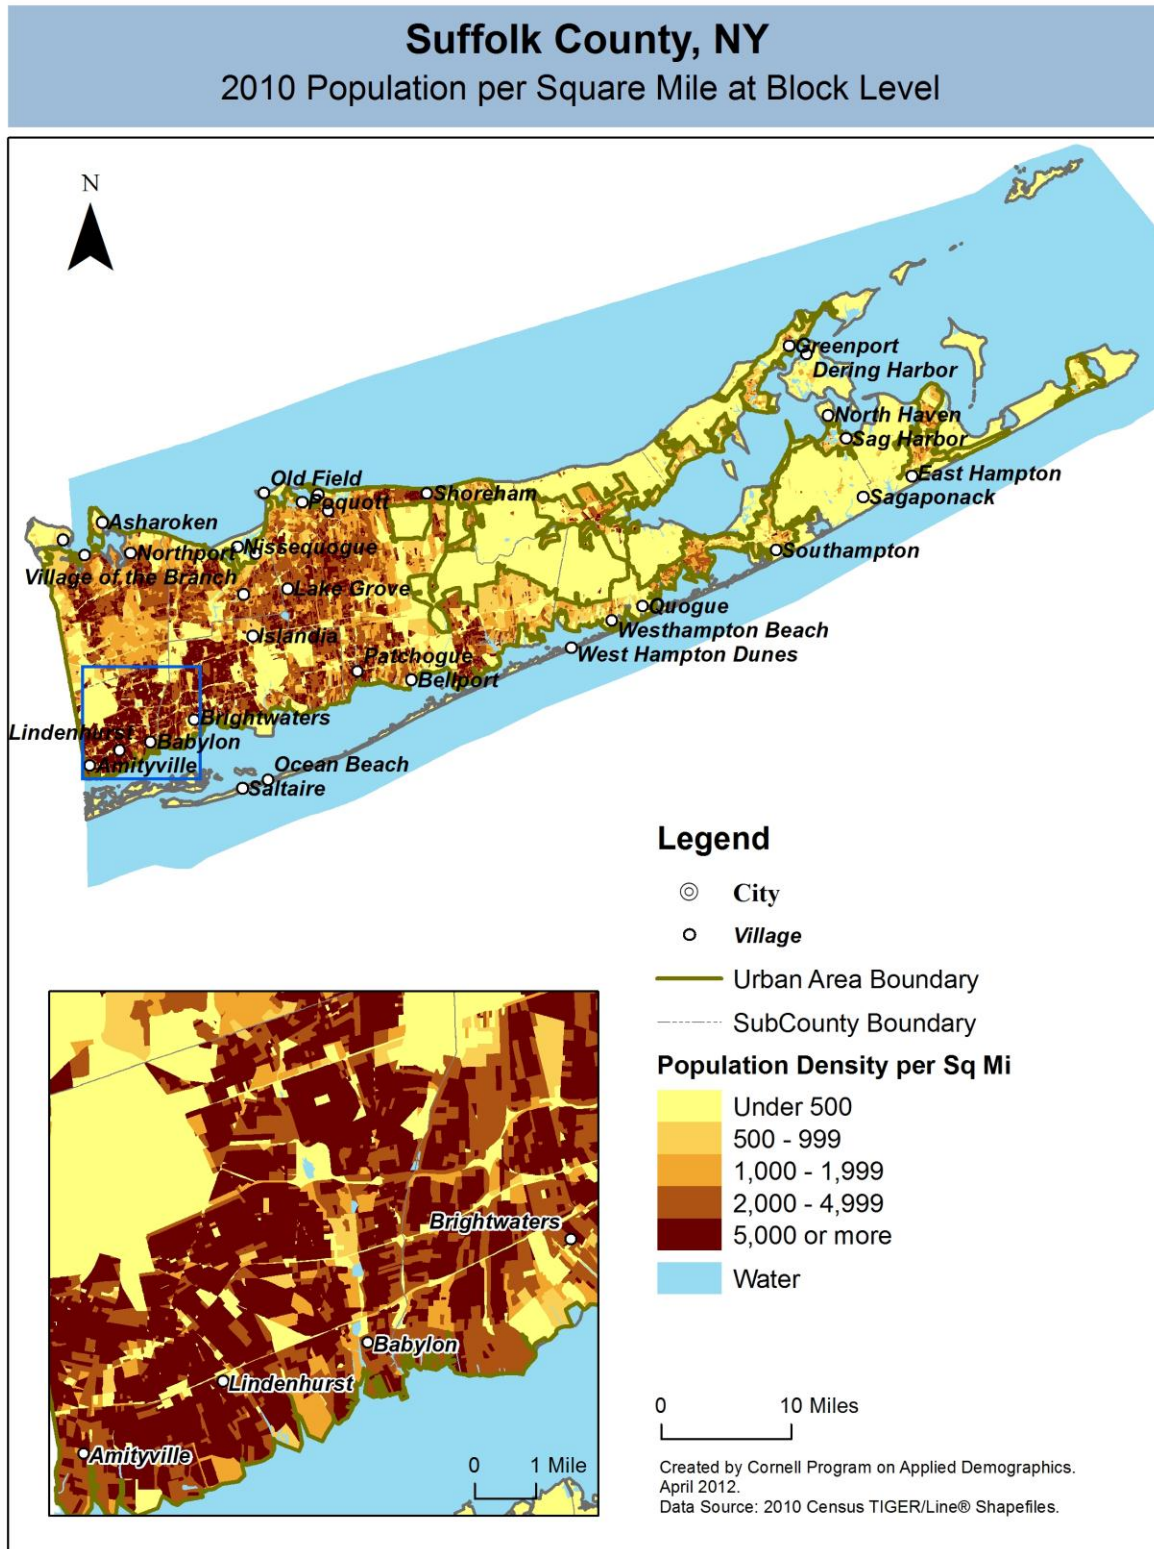 Suffolk County, NY
2010 Population per Square Mile at Block Level
N
Greenport
Dering Harbor
North Haven
Sag Harbor
East Hampton
Sagaponack
Southampton
Old Field
Poquott
Shoreham
Asharoken
Northport
Nissequogue
Village of the Branch
Lake Grove
Islandia
Quogue
Westhampton Beach
West Hampton Dunes
Patchogue
Bellport
Brightwaters
Lindenhurst
Babylon
Amityville
Ocean Beach
Saltaire
Legend
City
Village
Urban Area Boundary
SubCounty Boundary
Population Density per Sq Mi
Under 500
500 - 999
1,000 - 1,999
2,000 - 4,999
5,000 or more
Water
Brightwaters
Babylon
Lindenhurst
Amityville
0 1 Mile
0 10 Miles
Created by Cornell Program on Applied Demographics.
April 2012.
Data Source: 2010 Census TIGER/Line® Shapefiles.